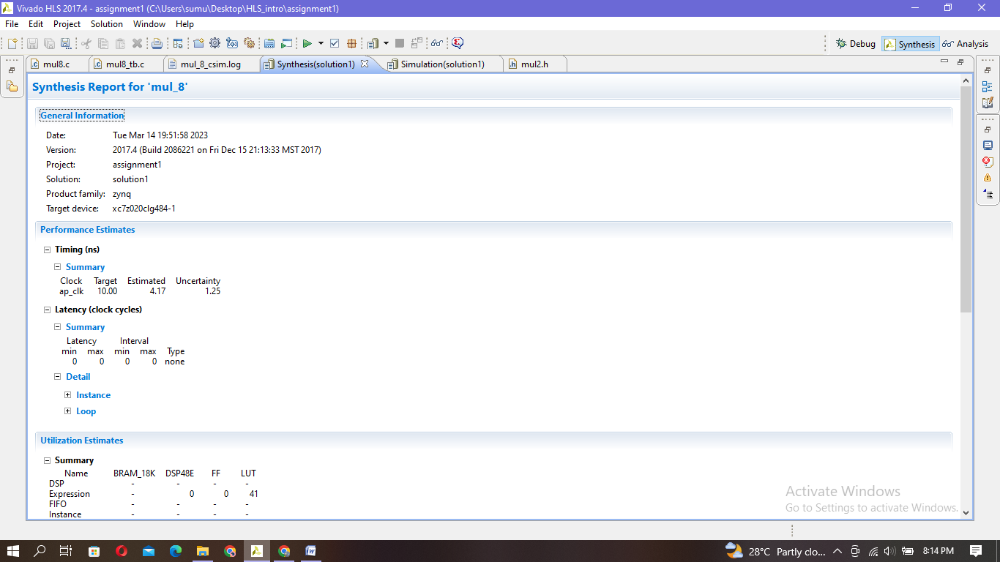 Vivado HLS 2017.4 - assignment1 (C:\Users\sumu\Desktop\HLS_intro\assignment1)
File Edit Project Solution Window Help
Debug Synthesis Analysis
mul8.c mul8_tb.c mul_8_csim.log Synthesis(solution1) Simulation(solution1) mul2.h
Synthesis Report for 'mul_8'
General Information
Date: Tue Mar 14 19:51:58 2023
Version: 2017.4 (Build 2086221 on Fri Dec 15 21:13:33 MST 2017)
Project: assignment1
Solution: solution1
Product family: zynq
Target device: xc7z020clg484-1
Performance Estimates
Timing (ns)
Summary
Clock Target Estimated Uncertainty
ap_clk 10.00 4.17 1.25
Latency (clock cycles)
Summary
Latency Interval
min max min max Type
0 0 0 0 none
Detail
Instance
Loop
Utilization Estimates
Summary
Name BRAM_18K DSP48E FF LUT
DSP - - - -
Expression - 0 0 41
FIFO - - - -
Instance - - - -
Activate Windows
Go to Settings to activate Windows.
28°C Partly clo... 8:14 PM